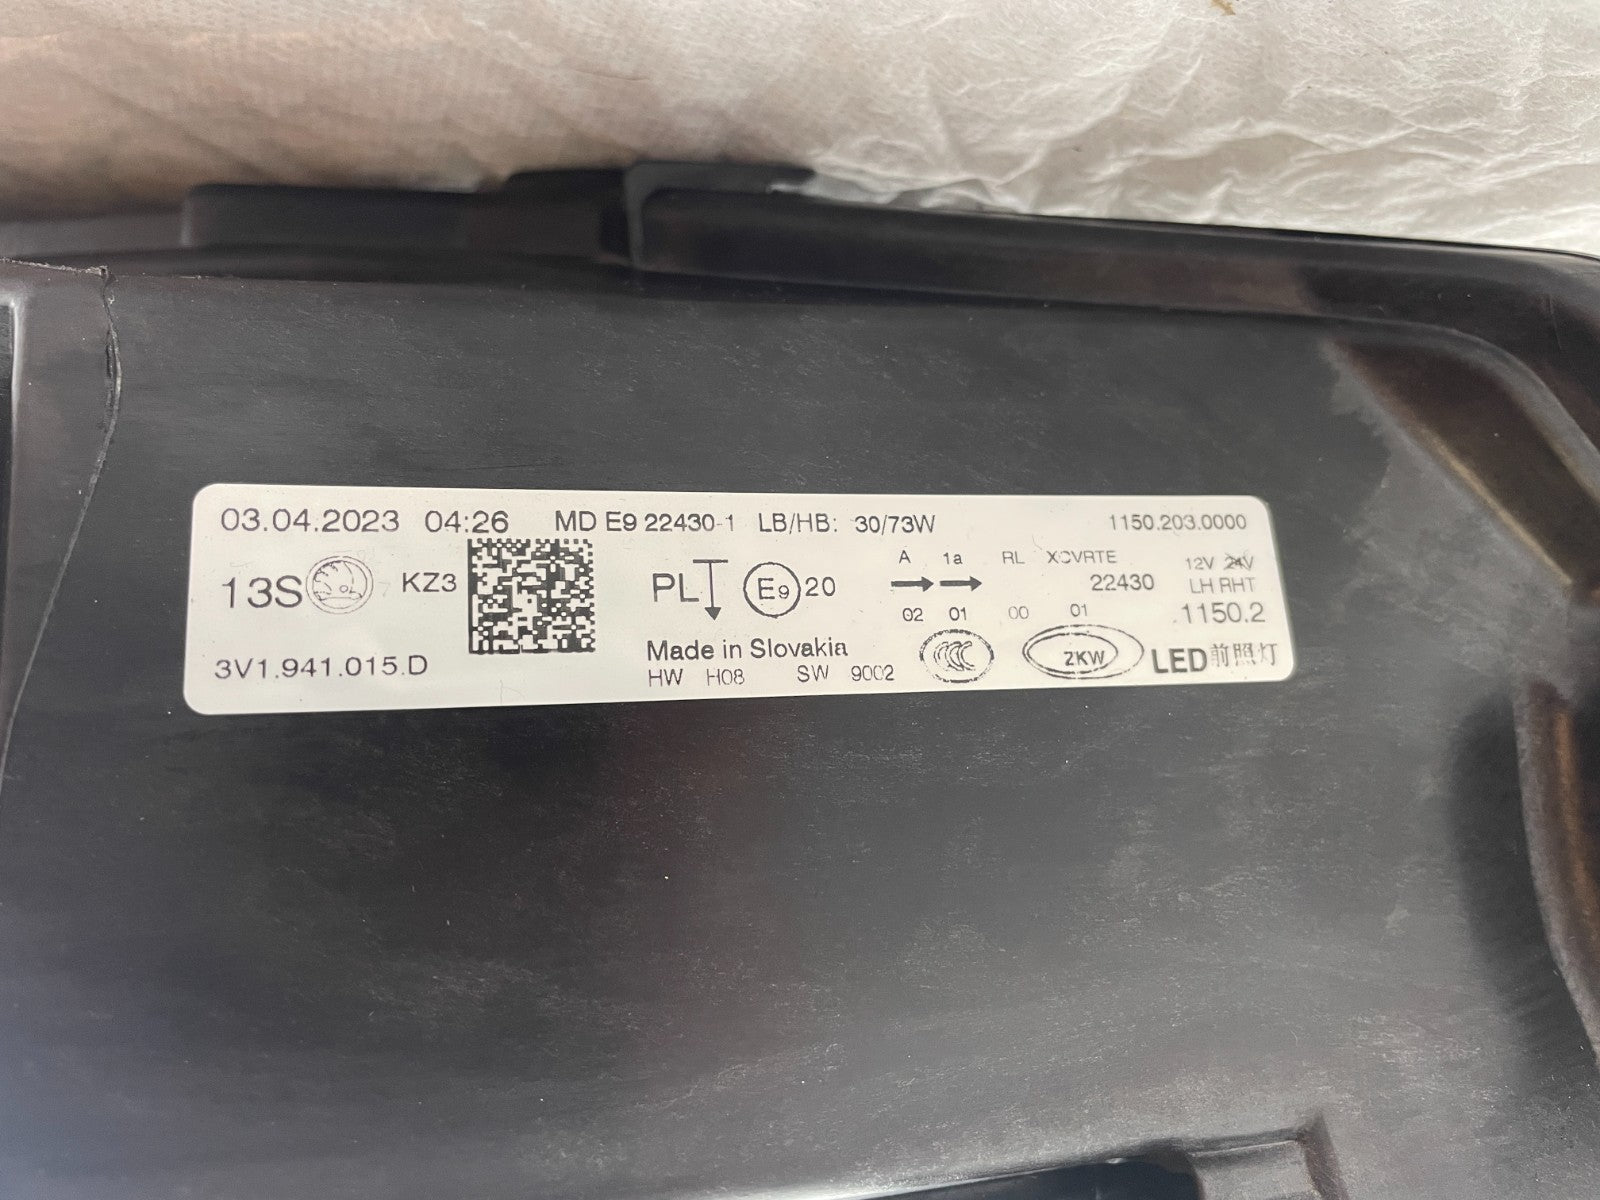 03.04.2023 04:26 MD E9 22430-1 LB/HB: 30/73W 1150.203.0000
A 1a RL XCVRTE 12V 24V
13S KZ3 PL E9 20 22430 LH RHT
02 01 00 01 1150.2
Made in Slovakia CCC ZKW LED前照灯
3V1.941.015.D HW H08 SW 9002